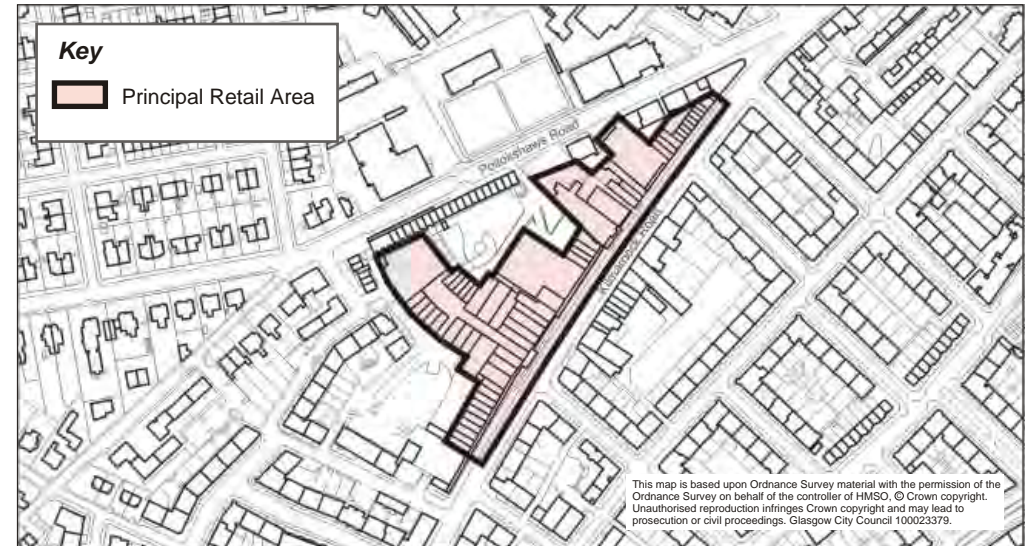 Key
Principal Retail Area
Pollokshaws Road
Kilmarnock Road
This map is based upon Ordnance Survey material with the permission of the
Ordnance Survey on behalf of the controller of HMSO, © Crown copyright.
Unauthorised reproduction infringes Crown copyright and may lead to
prosecution or civil proceedings. Glasgow City Council 100023379.